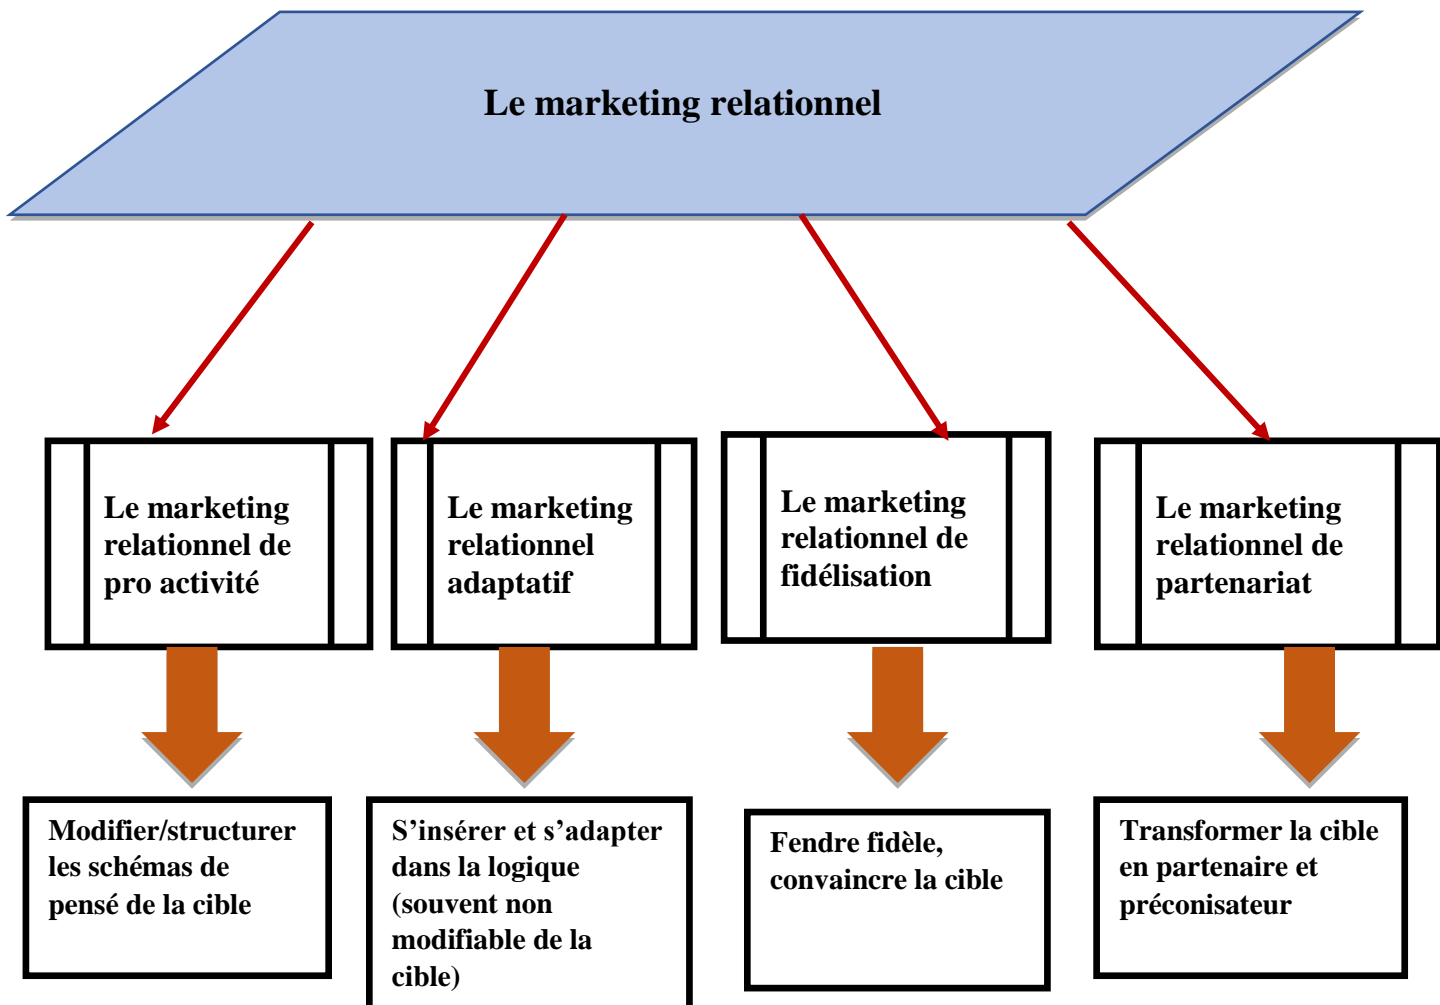 Le marketing relationnel
Le marketing
relationnel de
pro activité
Le marketing
relationnel
adaptatif
Le marketing
relationnel de
fidélisation
Le marketing
relationnel de
partenariat
Modifier/structurer
les schémas de
pensé de la cible
S’insérer et s’adapter
dans la logique
(souvent non
modifiable de la
cible)
Fendre fidèle,
convaincre la cible
Transformer la cible
en partenaire et
préconisateur